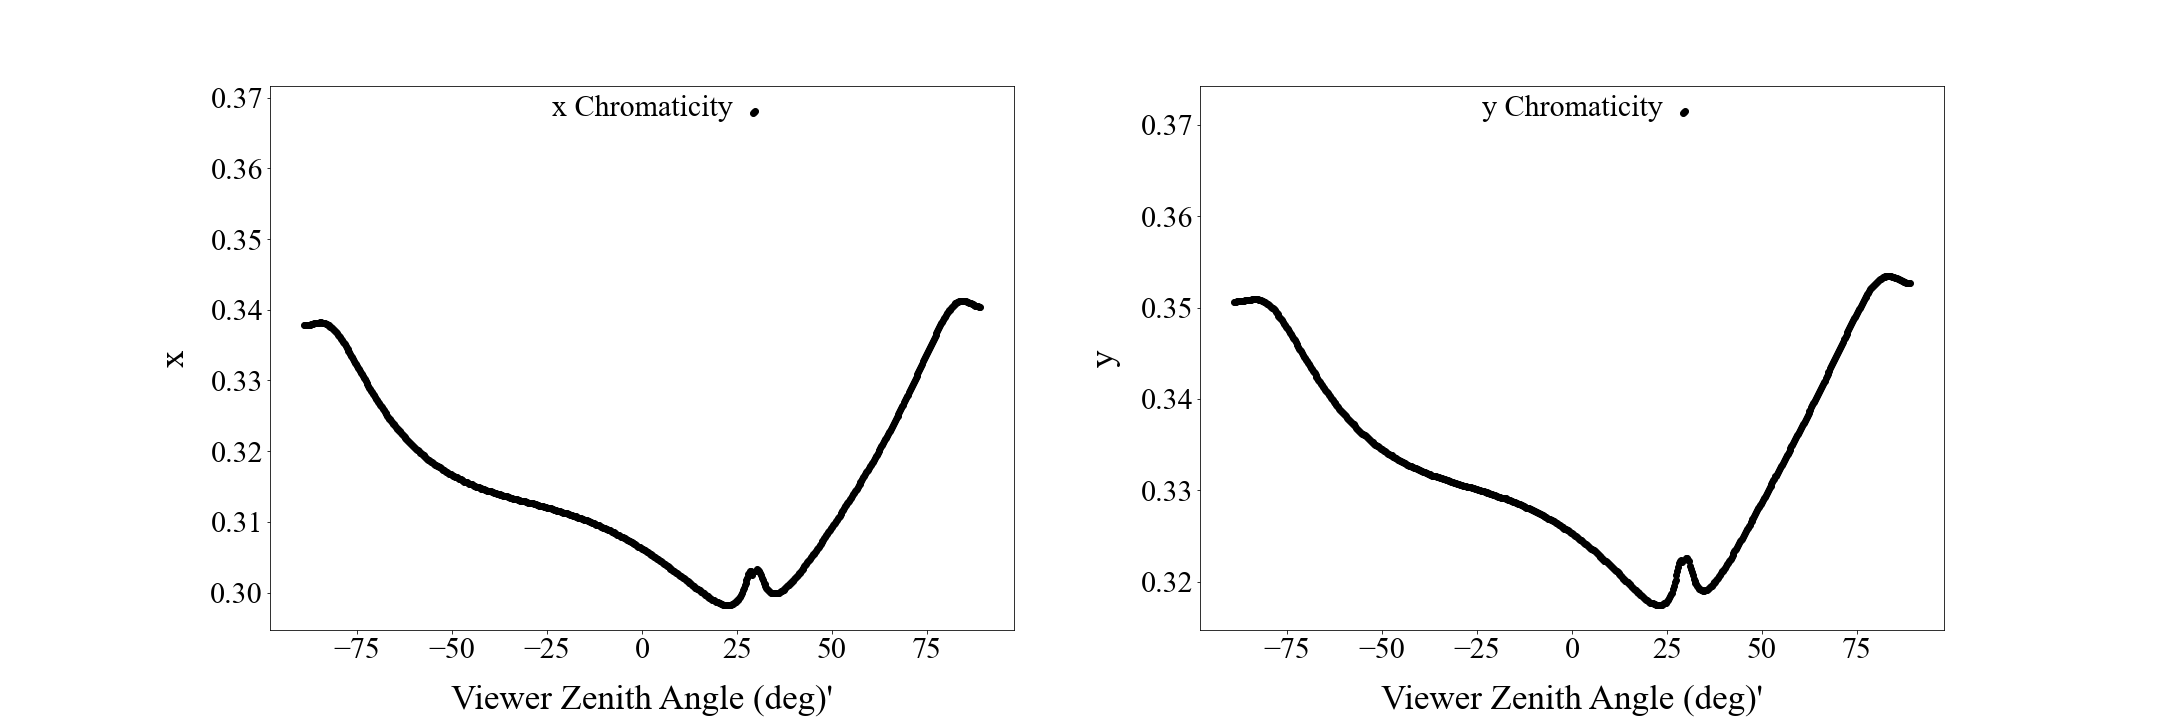 x Chromaticity
0.37
0.36
0.35
0.34
0.33
0.32
0.31
0.30
x
−75 −50 −25 0 25 50 75
Viewer Zenith Angle (deg)'
y Chromaticity
0.37
0.36
0.35
0.34
0.33
0.32
y
−75 −50 −25 0 25 50 75
Viewer Zenith Angle (deg)'